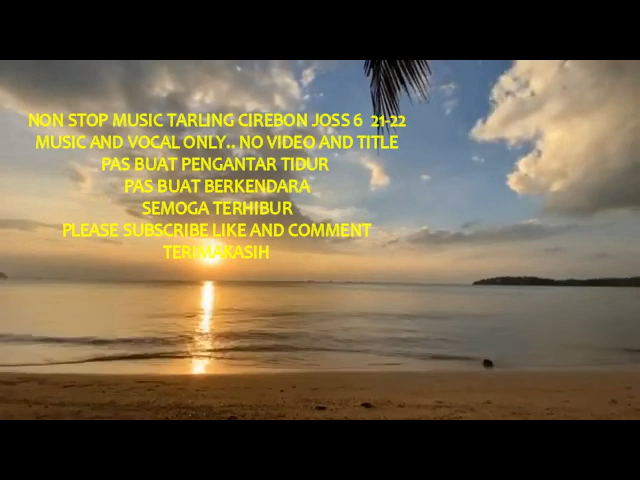 NON STOP MUSIC TARLING CIREBON JOSS 6 21-22
MUSIC AND VOCAL ONLY.. NO VIDEO AND TITLE
PAS BUAT PENGANTAR TIDUR
PAS BUAT BERKENDARA
SEMOGA TERHIBUR
PLEASE SUBSCRIBE LIKE AND COMMENT
TERIMAKASIH